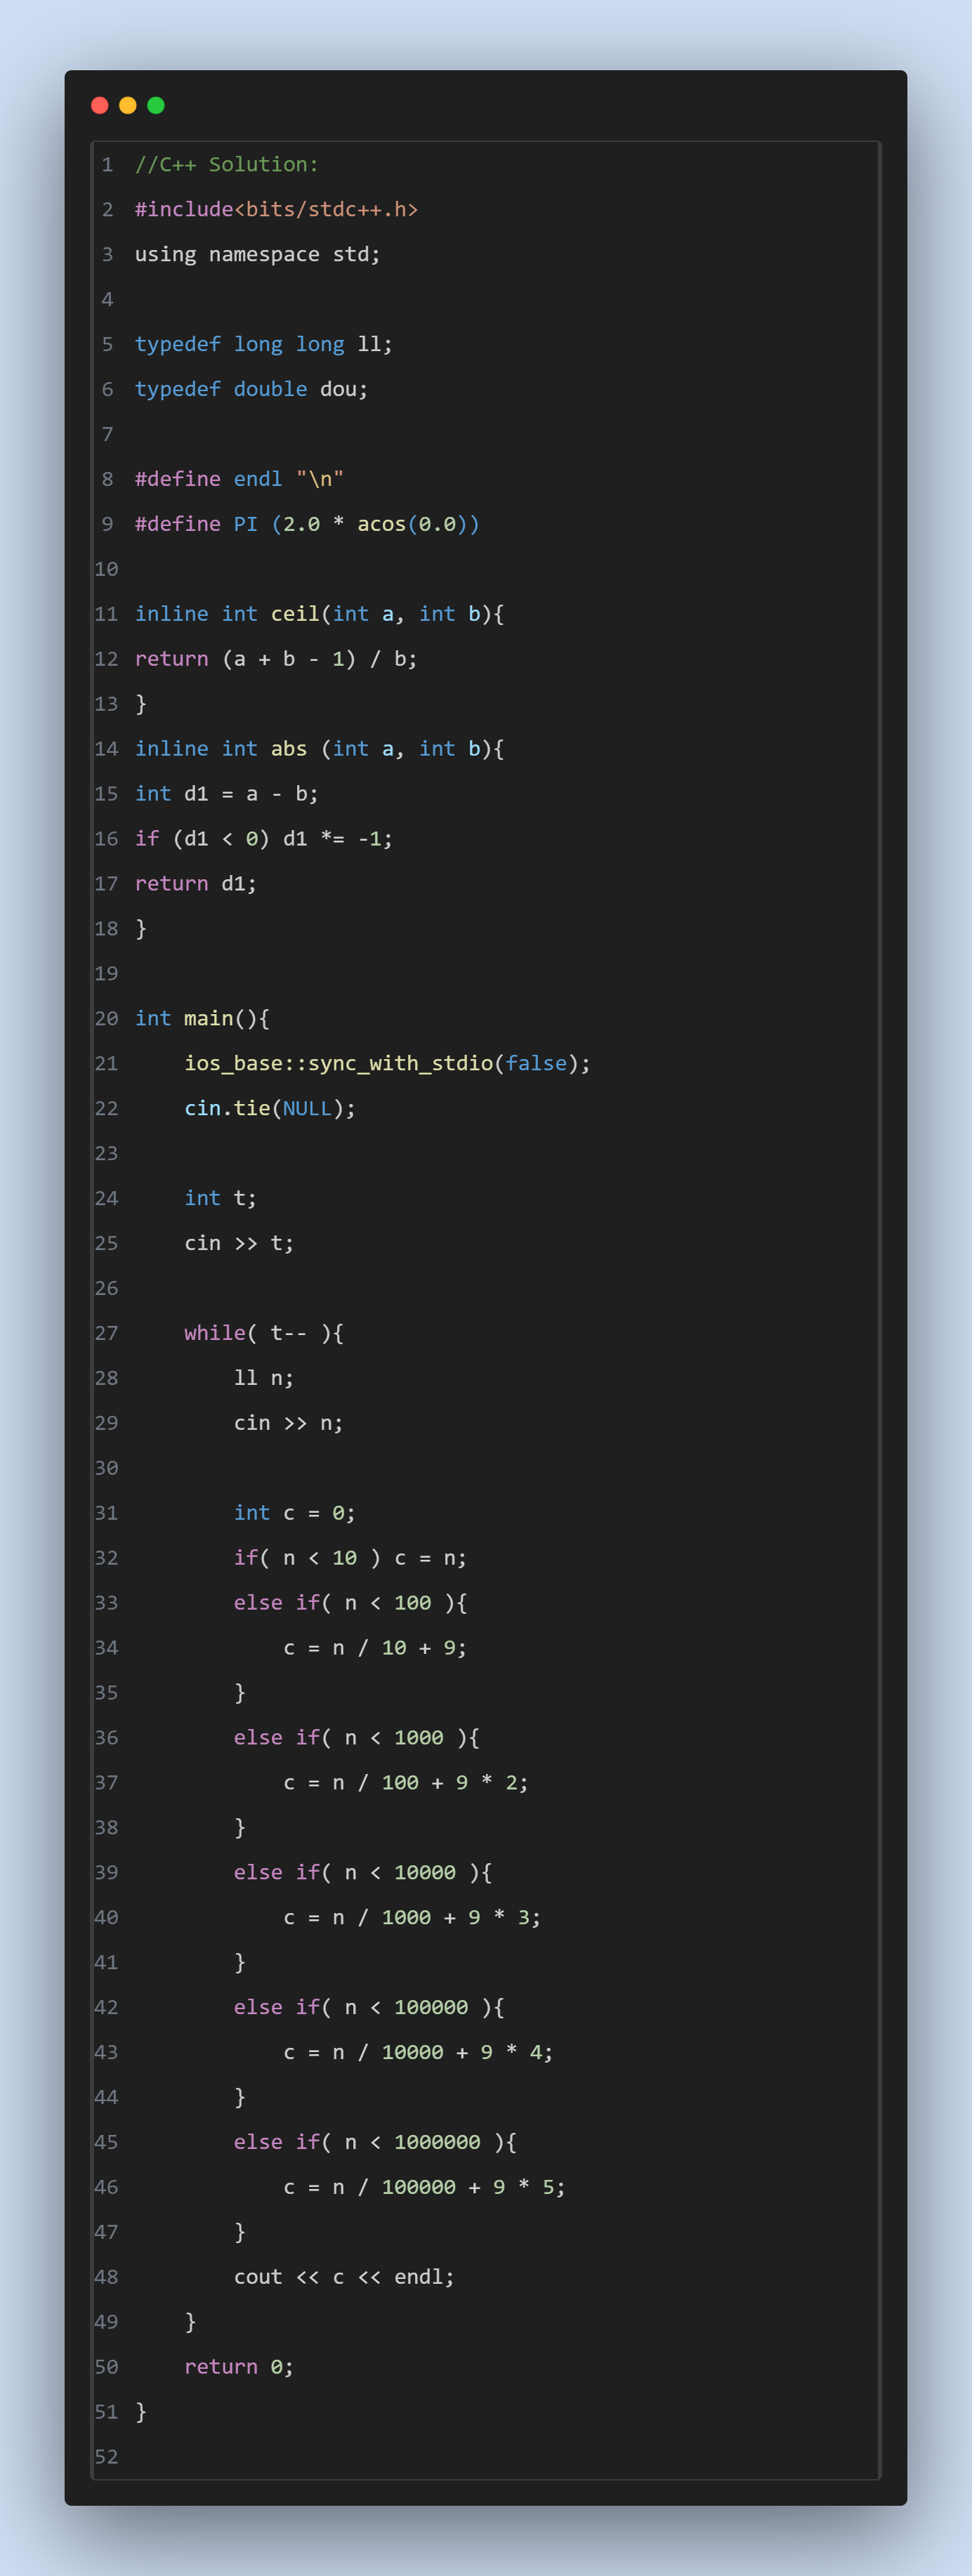 1 //C++ Solution:
2 #include<bits/stdc++.h>
3 using namespace std;
4
5 typedef long long ll;
6 typedef double dou;
7
8 #define endl "\n"
9 #define PI (2.0 * acos(0.0))
10
11 inline int ceil(int a, int b){
12 return (a + b - 1) / b;
13 }
14 inline int abs (int a, int b){
15 int d1 = a - b;
16 if (d1 < 0) d1 *= -1;
17 return d1;
18 }
19
20 int main(){
21     ios_base::sync_with_stdio(false);
22     cin.tie(NULL);
23
24     int t;
25     cin >> t;
26
27     while( t-- ){
28         ll n;
29         cin >> n;
30
31         int c = 0;
32         if( n < 10 ) c = n;
33         else if( n < 100 ){
34             c = n / 10 + 9;
35         }
36         else if( n < 1000 ){
37             c = n / 100 + 9 * 2;
38         }
39         else if( n < 10000 ){
40             c = n / 1000 + 9 * 3;
41         }
42         else if( n < 100000 ){
43             c = n / 10000 + 9 * 4;
44         }
45         else if( n < 1000000 ){
46             c = n / 100000 + 9 * 5;
47         }
48         cout << c << endl;
49     }
50     return 0;
51 }
52